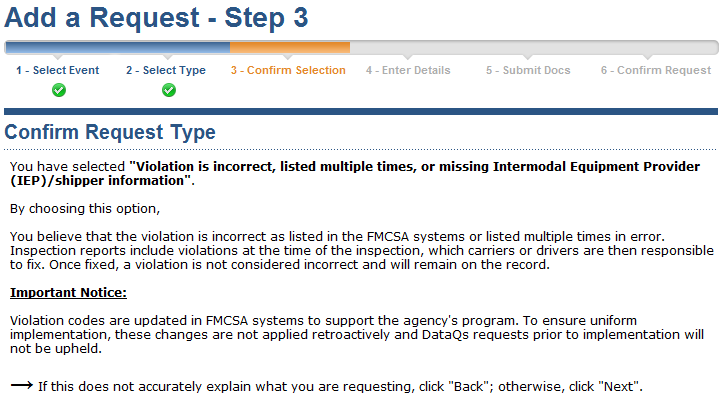 Add a Request - Step 3
1 - Select Event 2 - Select Type 3 - Confirm Selection 4 - Enter Details 5 - Submit Docs 6 - Confirm Request
Confirm Request Type
You have selected "Violation is incorrect, listed multiple times, or missing Intermodal Equipment Provider
(IEP)/shipper information".
By choosing this option,
You believe that the violation is incorrect as listed in the FMCSA systems or listed multiple times in error.
Inspection reports include violations at the time of the inspection, which carriers or drivers are then responsible
to fix. Once fixed, a violation is not considered incorrect and will remain on the record.
Important Notice:
Violation codes are updated in FMCSA systems to support the agency's program. To ensure uniform
implementation, these changes are not applied retroactively and DataQs requests prior to implementation will
not be upheld.
→ If this does not accurately explain what you are requesting, click "Back"; otherwise, click "Next".